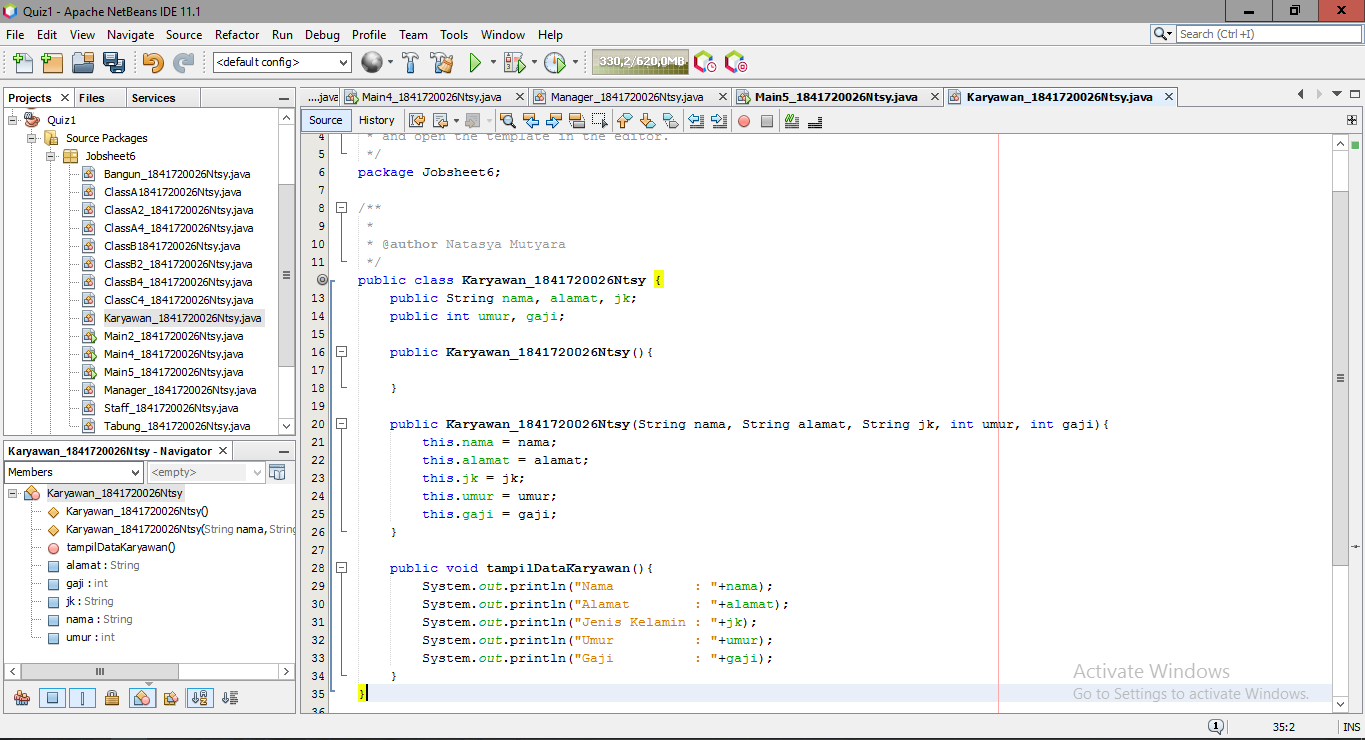 Quiz1 - Apache NetBeans IDE 11.1
File Edit View Navigate Source Refactor Run Debug Profile Team Tools Window Help
Search (Ctrl+I)
<default config>
330,2/620,0MB
Projects
Files
Services
Quiz1
Source Packages
Jobsheet6
Bangun_1841720026Ntsy.java
ClassA1841720026Ntsy.java
ClassA2_1841720026Ntsy.java
ClassA4_1841720026Ntsy.java
ClassB1841720026Ntsy.java
ClassB2_1841720026Ntsy.java
ClassB4_1841720026Ntsy.java
ClassC4_1841720026Ntsy.java
Karyawan_1841720026Ntsy.java
Main2_1841720026Ntsy.java
Main4_1841720026Ntsy.java
Main5_1841720026Ntsy.java
Manager_1841720026Ntsy.java
Staff_1841720026Ntsy.java
Tabung_1841720026Ntsy.java
Karyawan_1841720026Ntsy - Navigator
Members
<empty>
Karyawan_1841720026Ntsy
Karyawan_1841720026Ntsy()
Karyawan_1841720026Ntsy(String nama, String
tampilDataKaryawan()
alamat : String
gaji : int
jk : String
nama : String
umur : int
....java
Main4_1841720026Ntsy.java
Manager_1841720026Ntsy.java
Main5_1841720026Ntsy.java
Karyawan_1841720026Ntsy.java
Source
History
4 * and open the template in the editor.
5 */
6 package Jobsheet6;
7
8 /**
9 *
10 * @author Natasya Mutyara
11 */
public class Karyawan_1841720026Ntsy {
13 public String nama, alamat, jk;
14 public int umur, gaji;
15
16 public Karyawan_1841720026Ntsy(){
17
18 }
19
20 public Karyawan_1841720026Ntsy(String nama, String alamat, String jk, int umur, int gaji){
21 this.nama = nama;
22 this.alamat = alamat;
23 this.jk = jk;
24 this.umur = umur;
25 this.gaji = gaji;
26 }
27
28 public void tampilDataKaryawan(){
29 System.out.println("Nama          : "+nama);
30 System.out.println("Alamat        : "+alamat);
31 System.out.println("Jenis Kelamin : "+jk);
32 System.out.println("Umur          : "+umur);
33 System.out.println("Gaji          : "+gaji);
34 }
35 }
36
Activate Windows
Go to Settings to activate Windows.
1
35:2
INS